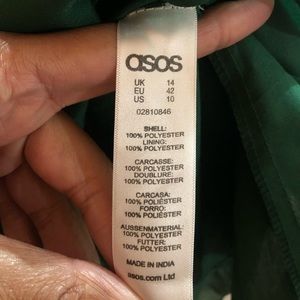 asos
UK 14
EU 42
US 10
02810846
SHELL:
100% POLYESTER
LINING:
100% POLYESTER
CARCASSE:
100% POLYESTER
DOUBLURE:
100% POLYESTER
CARCASA:
100% POLIÉSTER
FORRO:
100% POLIÉSTER
AUSSENMATERIAL:
100% POLYESTER
FUTTER:
100% POLYESTER
MADE IN INDIA
asos.com Ltd